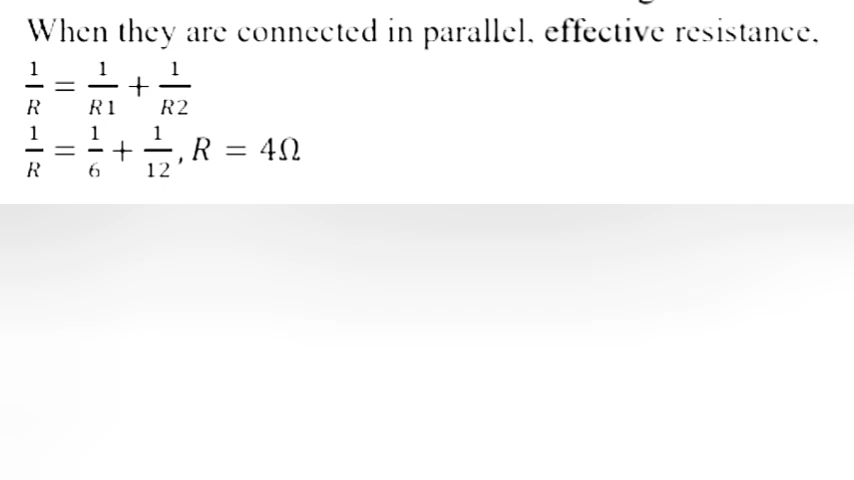 When they are connected in parallel, effective resistance,
1/R = 1/R1 + 1/R2
1/R = 1/6 + 1/12, R = 4Ω